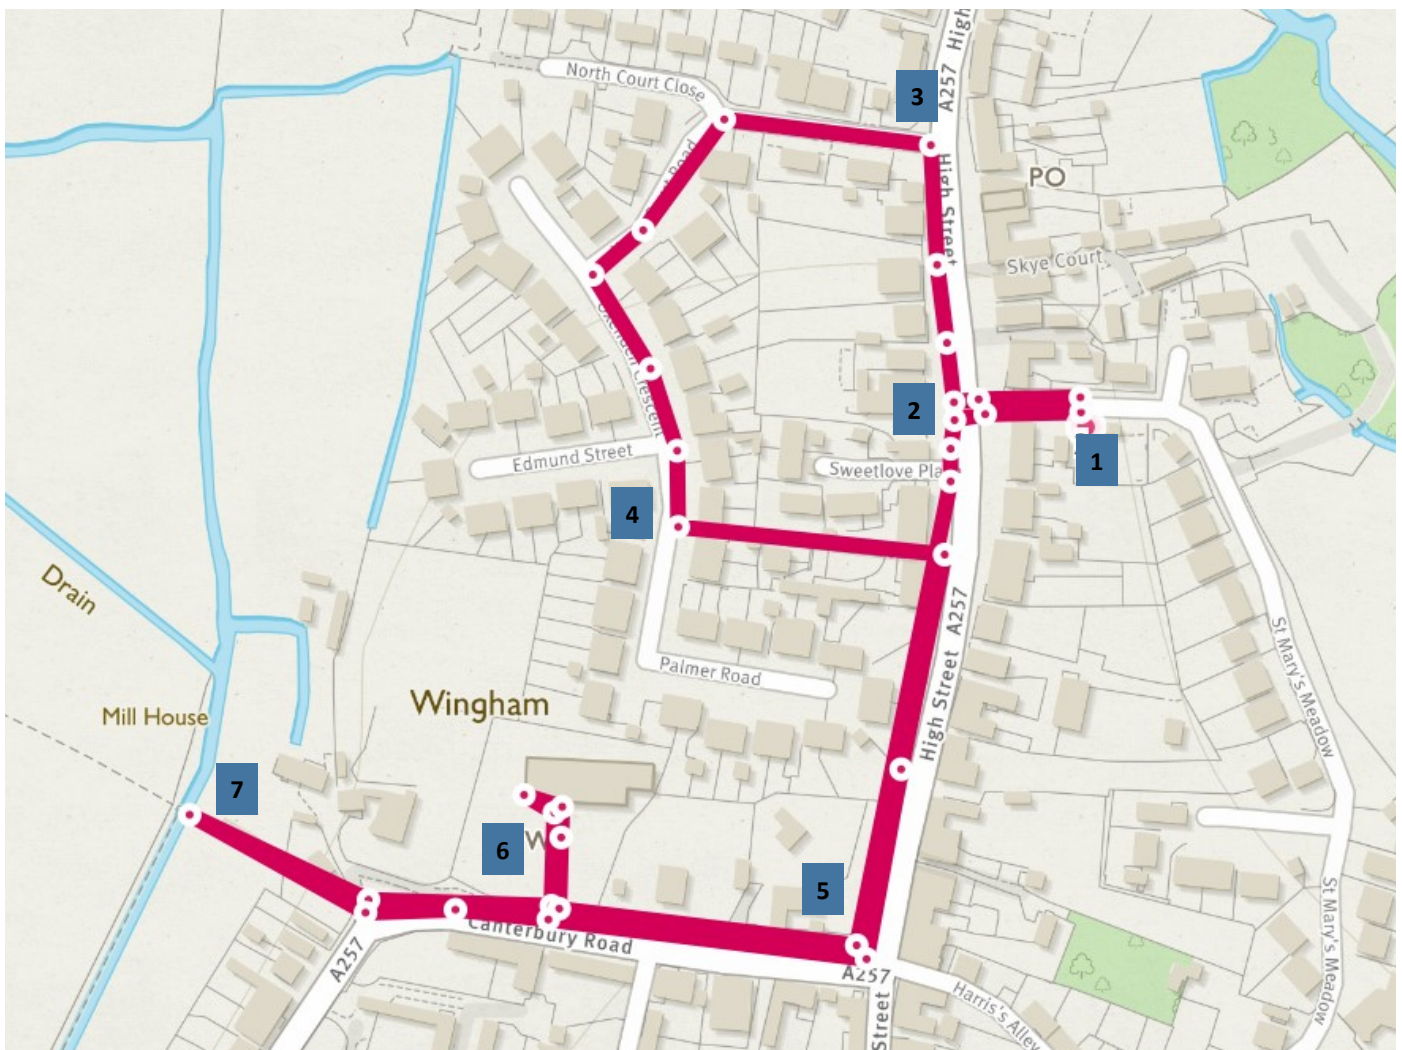 High
North Court Close
3
A257
PO
High Street
Skye Court
Crescent
2
1
Edmund Street
Sweetlove Pla
4
Drain
A257
High Street
St Mary's Meadow
Palmer Road
Wingham
Mill House
7
6
W
5
Canterbury Road
A257
A257
St Mary's Meadow
Harris's Alley
Street